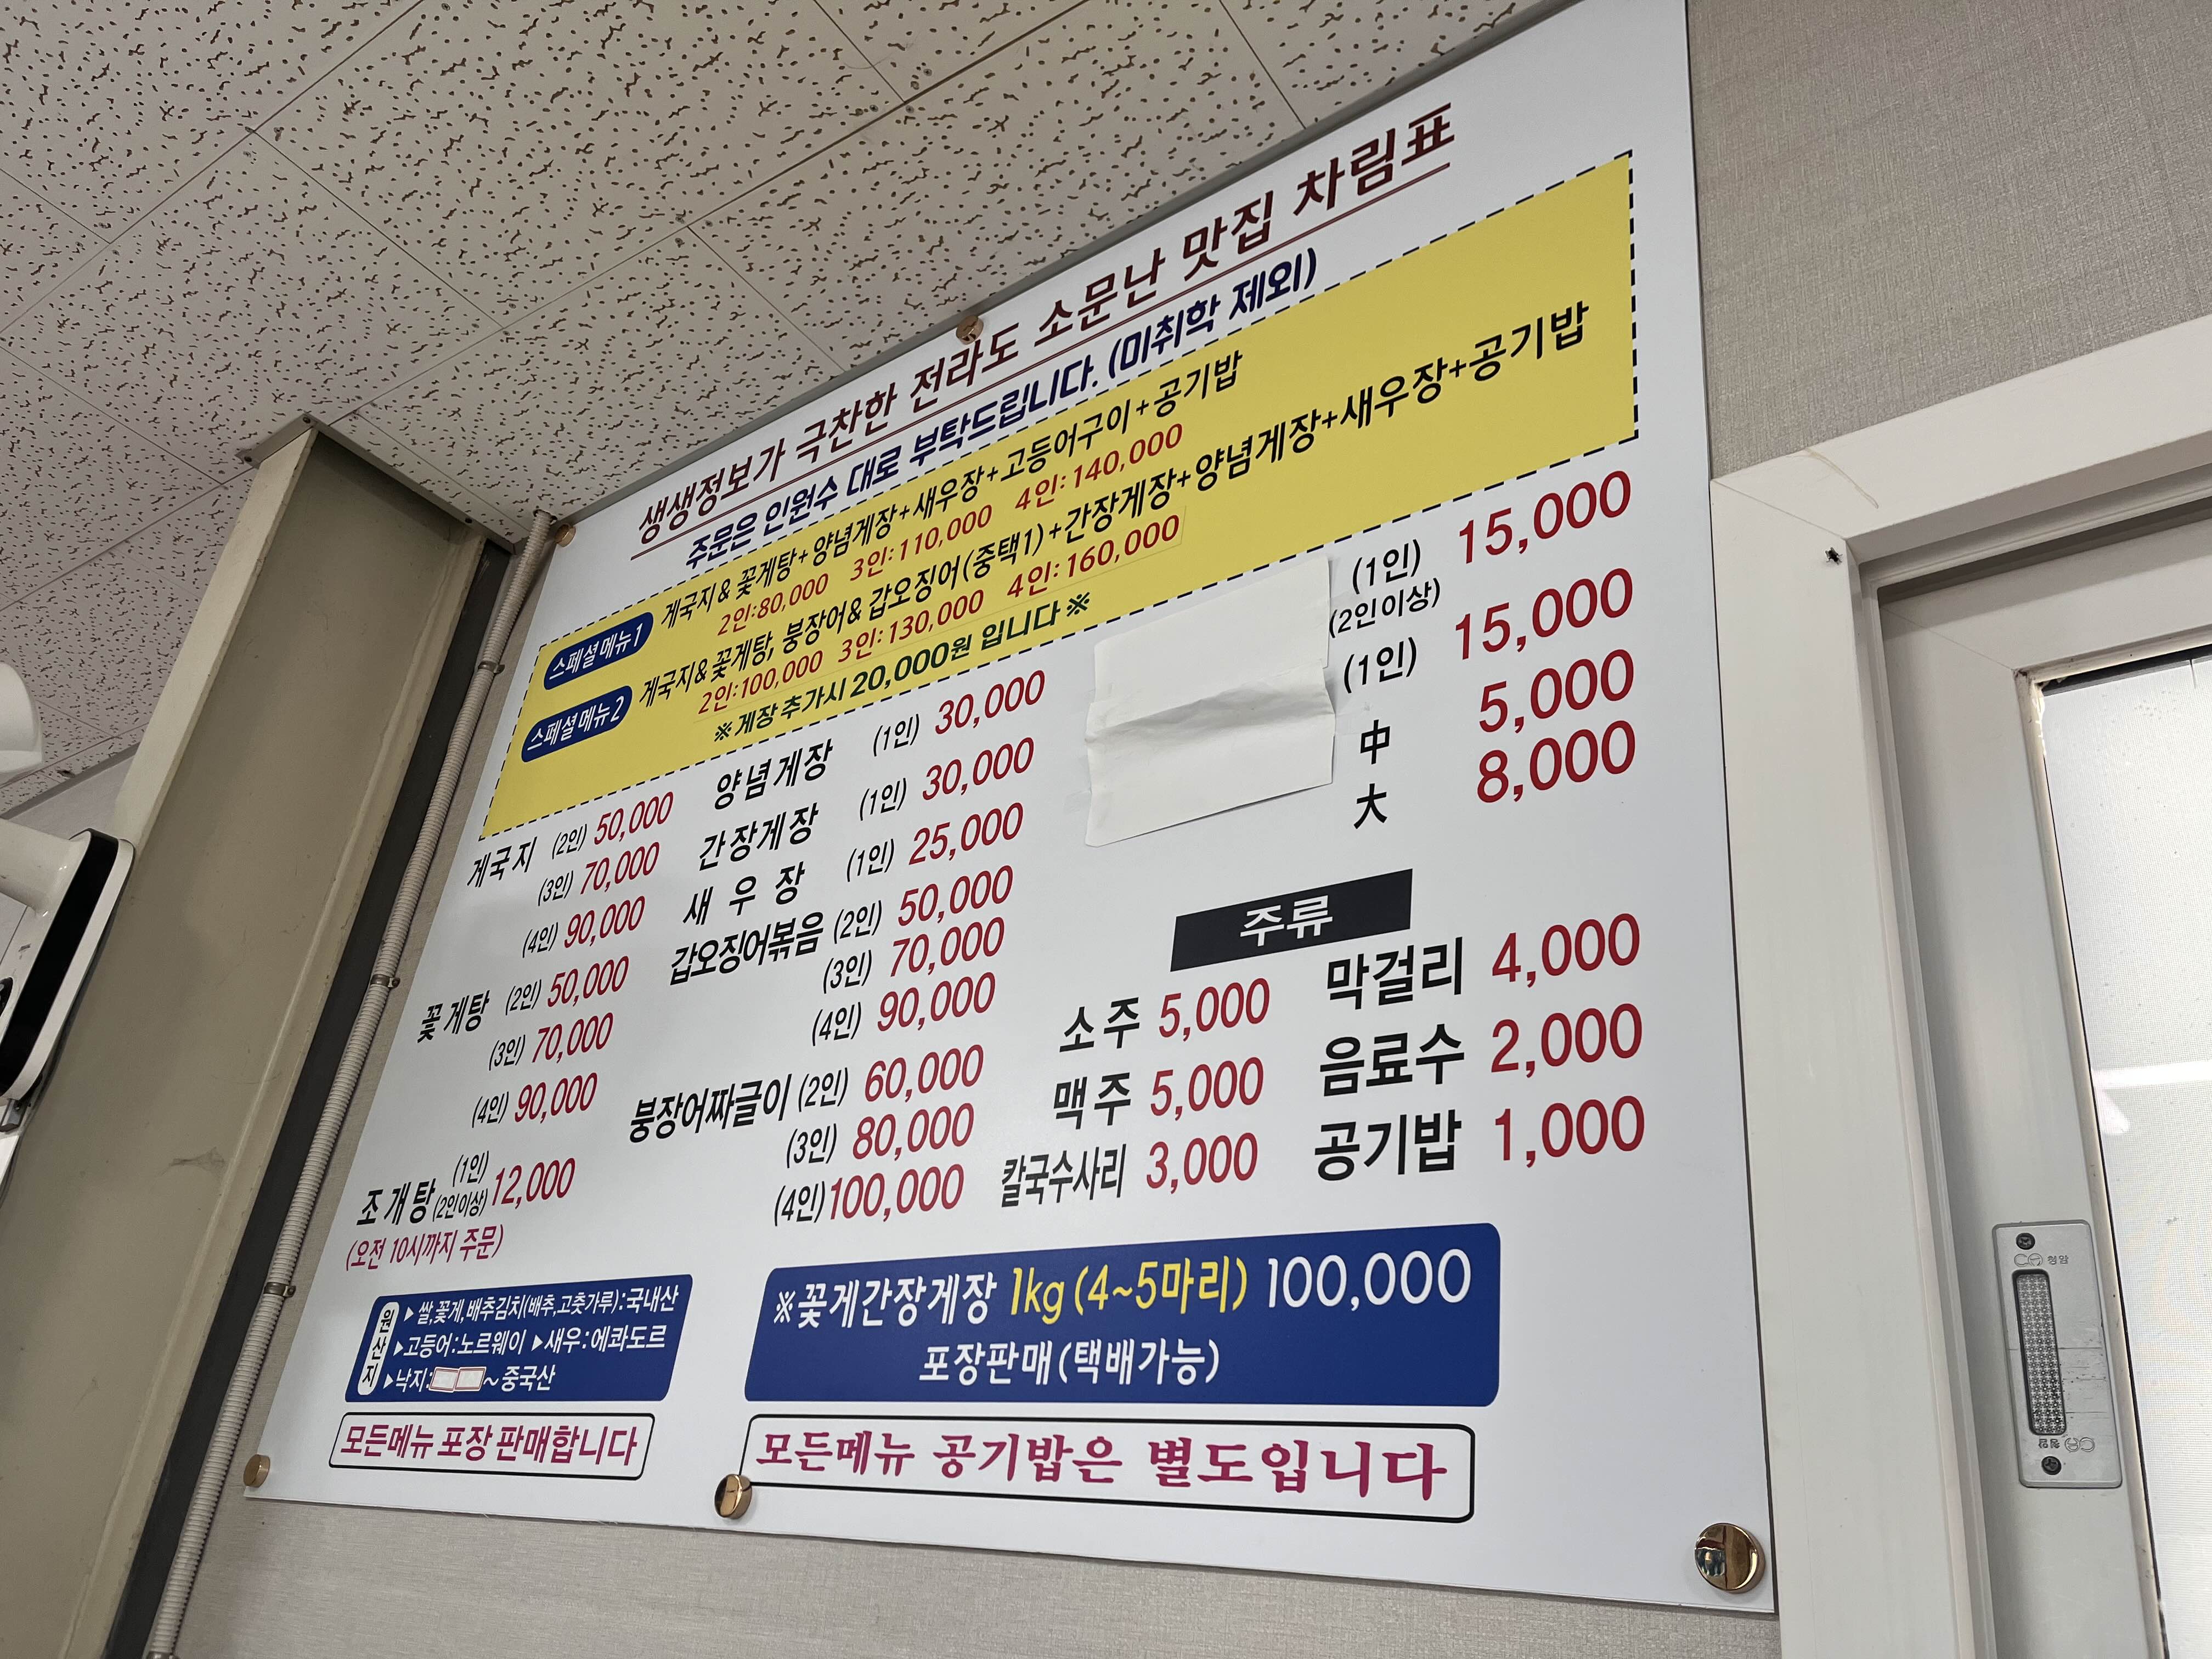 생생정보가 극찬한 전라도 소문난 맛집 차림표
주문은 인원수 대로 부탁드립니다. (미취학 제외)
스페셜메뉴1 게국지 & 꽃게탕+양념게장+새우장+고등어구이+공기밥
2인:80,000 3인:110,000 4인:140,000
스페셜메뉴2 게국지&꽃게탕, 붕장어&갑오징어(중택1)+간장게장+양념게장+새우장+공기밥
2인:100,000 3인:130,000 4인:160,000
※게장 추가시 20,000원 입니다※
게국지 (2인) 50,000
(3인) 70,000
(4인) 90,000
꽃게탕 (2인) 50,000
(3인) 70,000
(4인) 90,000
조개탕 (1인) (2인이상) 12,000
(오전 10시까지 주문)
양념게장 (1인) 30,000
간장게장 (1인) 30,000
새우장 (1인) 25,000
갑오징어볶음 (2인) 50,000
(3인) 70,000
(4인) 90,000
붕장어짜글이 (2인) 60,000
(3인) 80,000
(4인) 100,000
(1인) 15,000
(2인이상)
(1인) 15,000
中 5,000
大 8,000
주류
소주 5,000 막걸리 4,000
맥주 5,000 음료수 2,000
칼국수사리 3,000 공기밥 1,000
원산지
▶쌀,꽃게,배추김치(배추,고춧가루):국내산
▶고등어:노르웨이 ▶새우:에콰도르
▶낙지: ~중국산
※꽃게간장게장 1kg (4~5마리) 100,000
포장판매(택배가능)
모든메뉴 포장 판매합니다
모든메뉴 공기밥은 별도입니다
청암
청암